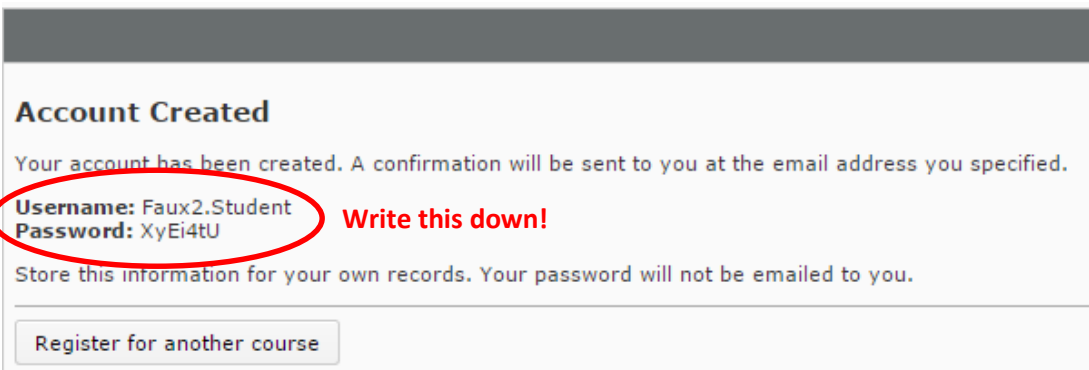 Account Created
Your account has been created. A confirmation will be sent to you at the email address you specified.
Username: Faux2.Student
Password: XyEi4tU
Write this down!
Store this information for your own records. Your password will not be emailed to you.
Register for another course